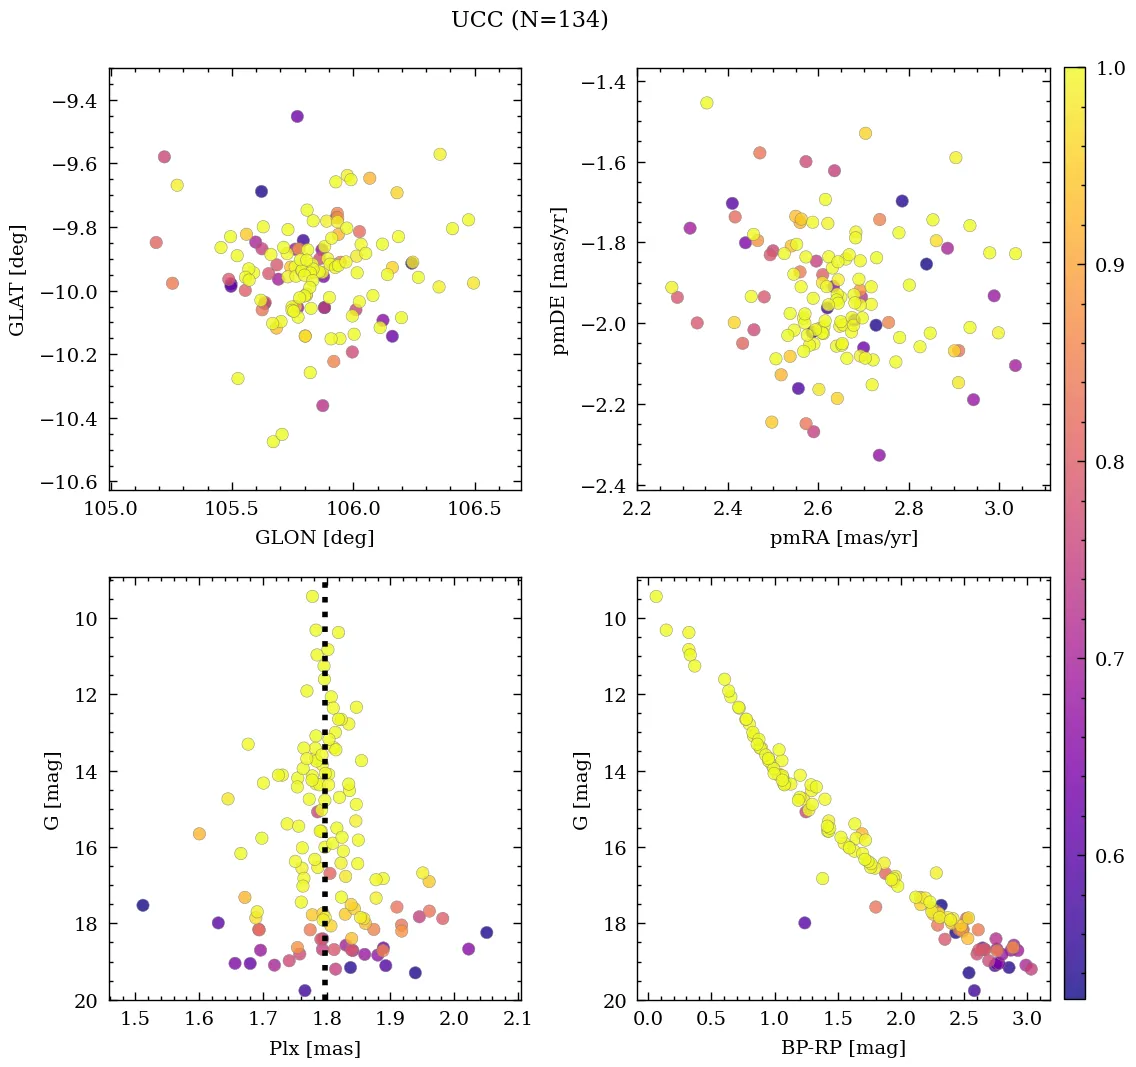 UCC (N=134)
−9.4
−9.6
−9.8
−10.0
−10.2
−10.4
−10.6
GLAT [deg]
105.0 105.5 106.0 106.5
GLON [deg]
−1.4
−1.6
−1.8
−2.0
−2.2
−2.4
pmDE [mas/yr]
2.2 2.4 2.6 2.8 3.0
pmRA [mas/yr]
10
12
14
16
18
20
G [mag]
1.5 1.6 1.7 1.8 1.9 2.0 2.1
Plx [mas]
10
12
14
16
18
20
G [mag]
0.0 0.5 1.0 1.5 2.0 2.5 3.0
BP-RP [mag]
1.0
0.9
0.8
0.7
0.6